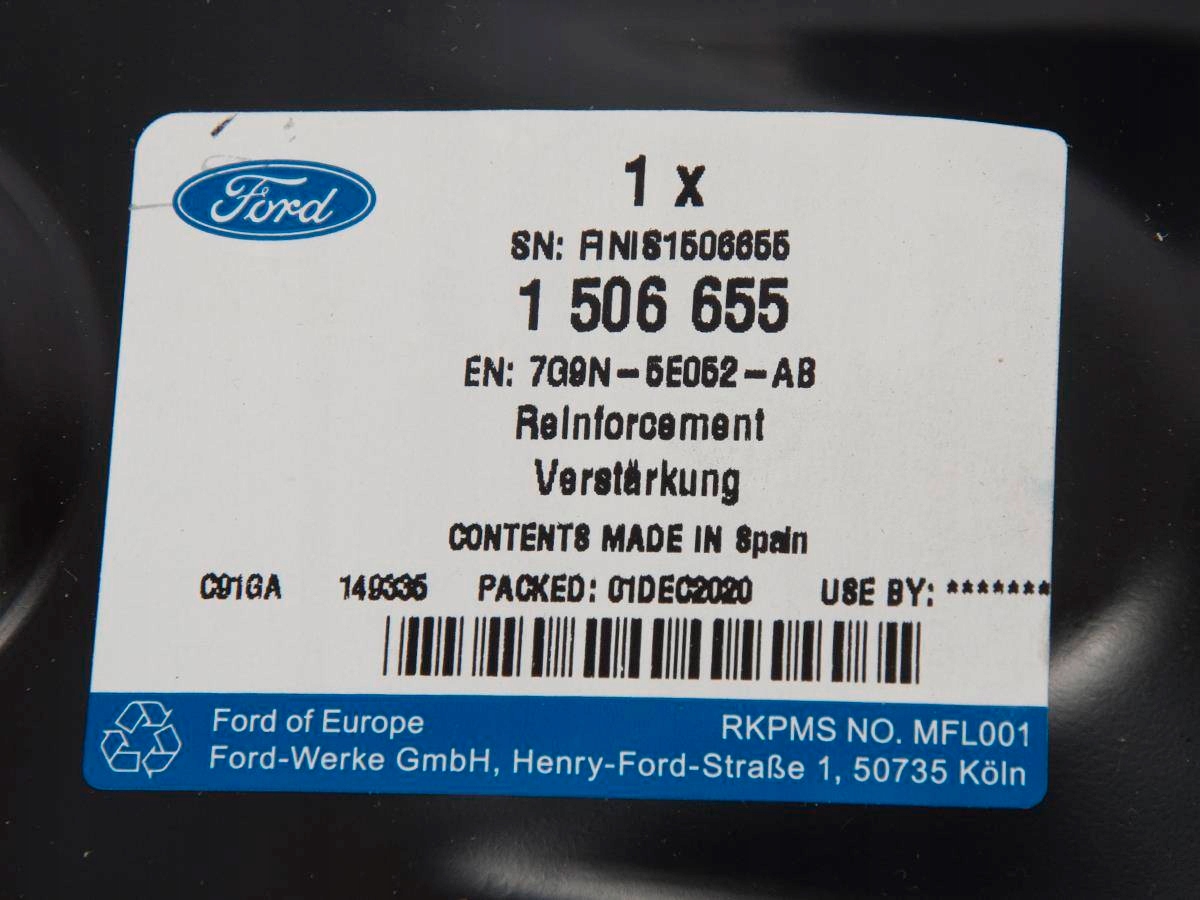 Ford
1 x
SN: FINIS1506655
1 506 655
EN: 7G9N-5E052-AB
Reinforcement
Verstärkung
CONTENTS MADE IN Spain
C91GA 149335 PACKED: 01DEC2020 USE BY: *******
Ford of Europe RKPMS NO. MFL001
Ford-Werke GmbH, Henry-Ford-Straße 1, 50735 Köln